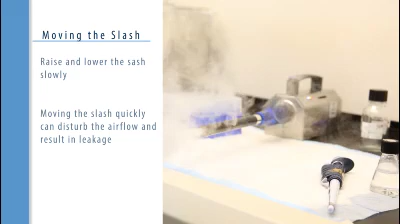 Moving the Slash
Raise and lower the sash
slowly
Moving the slash quickly
can disturb the airflow and
result in leakage